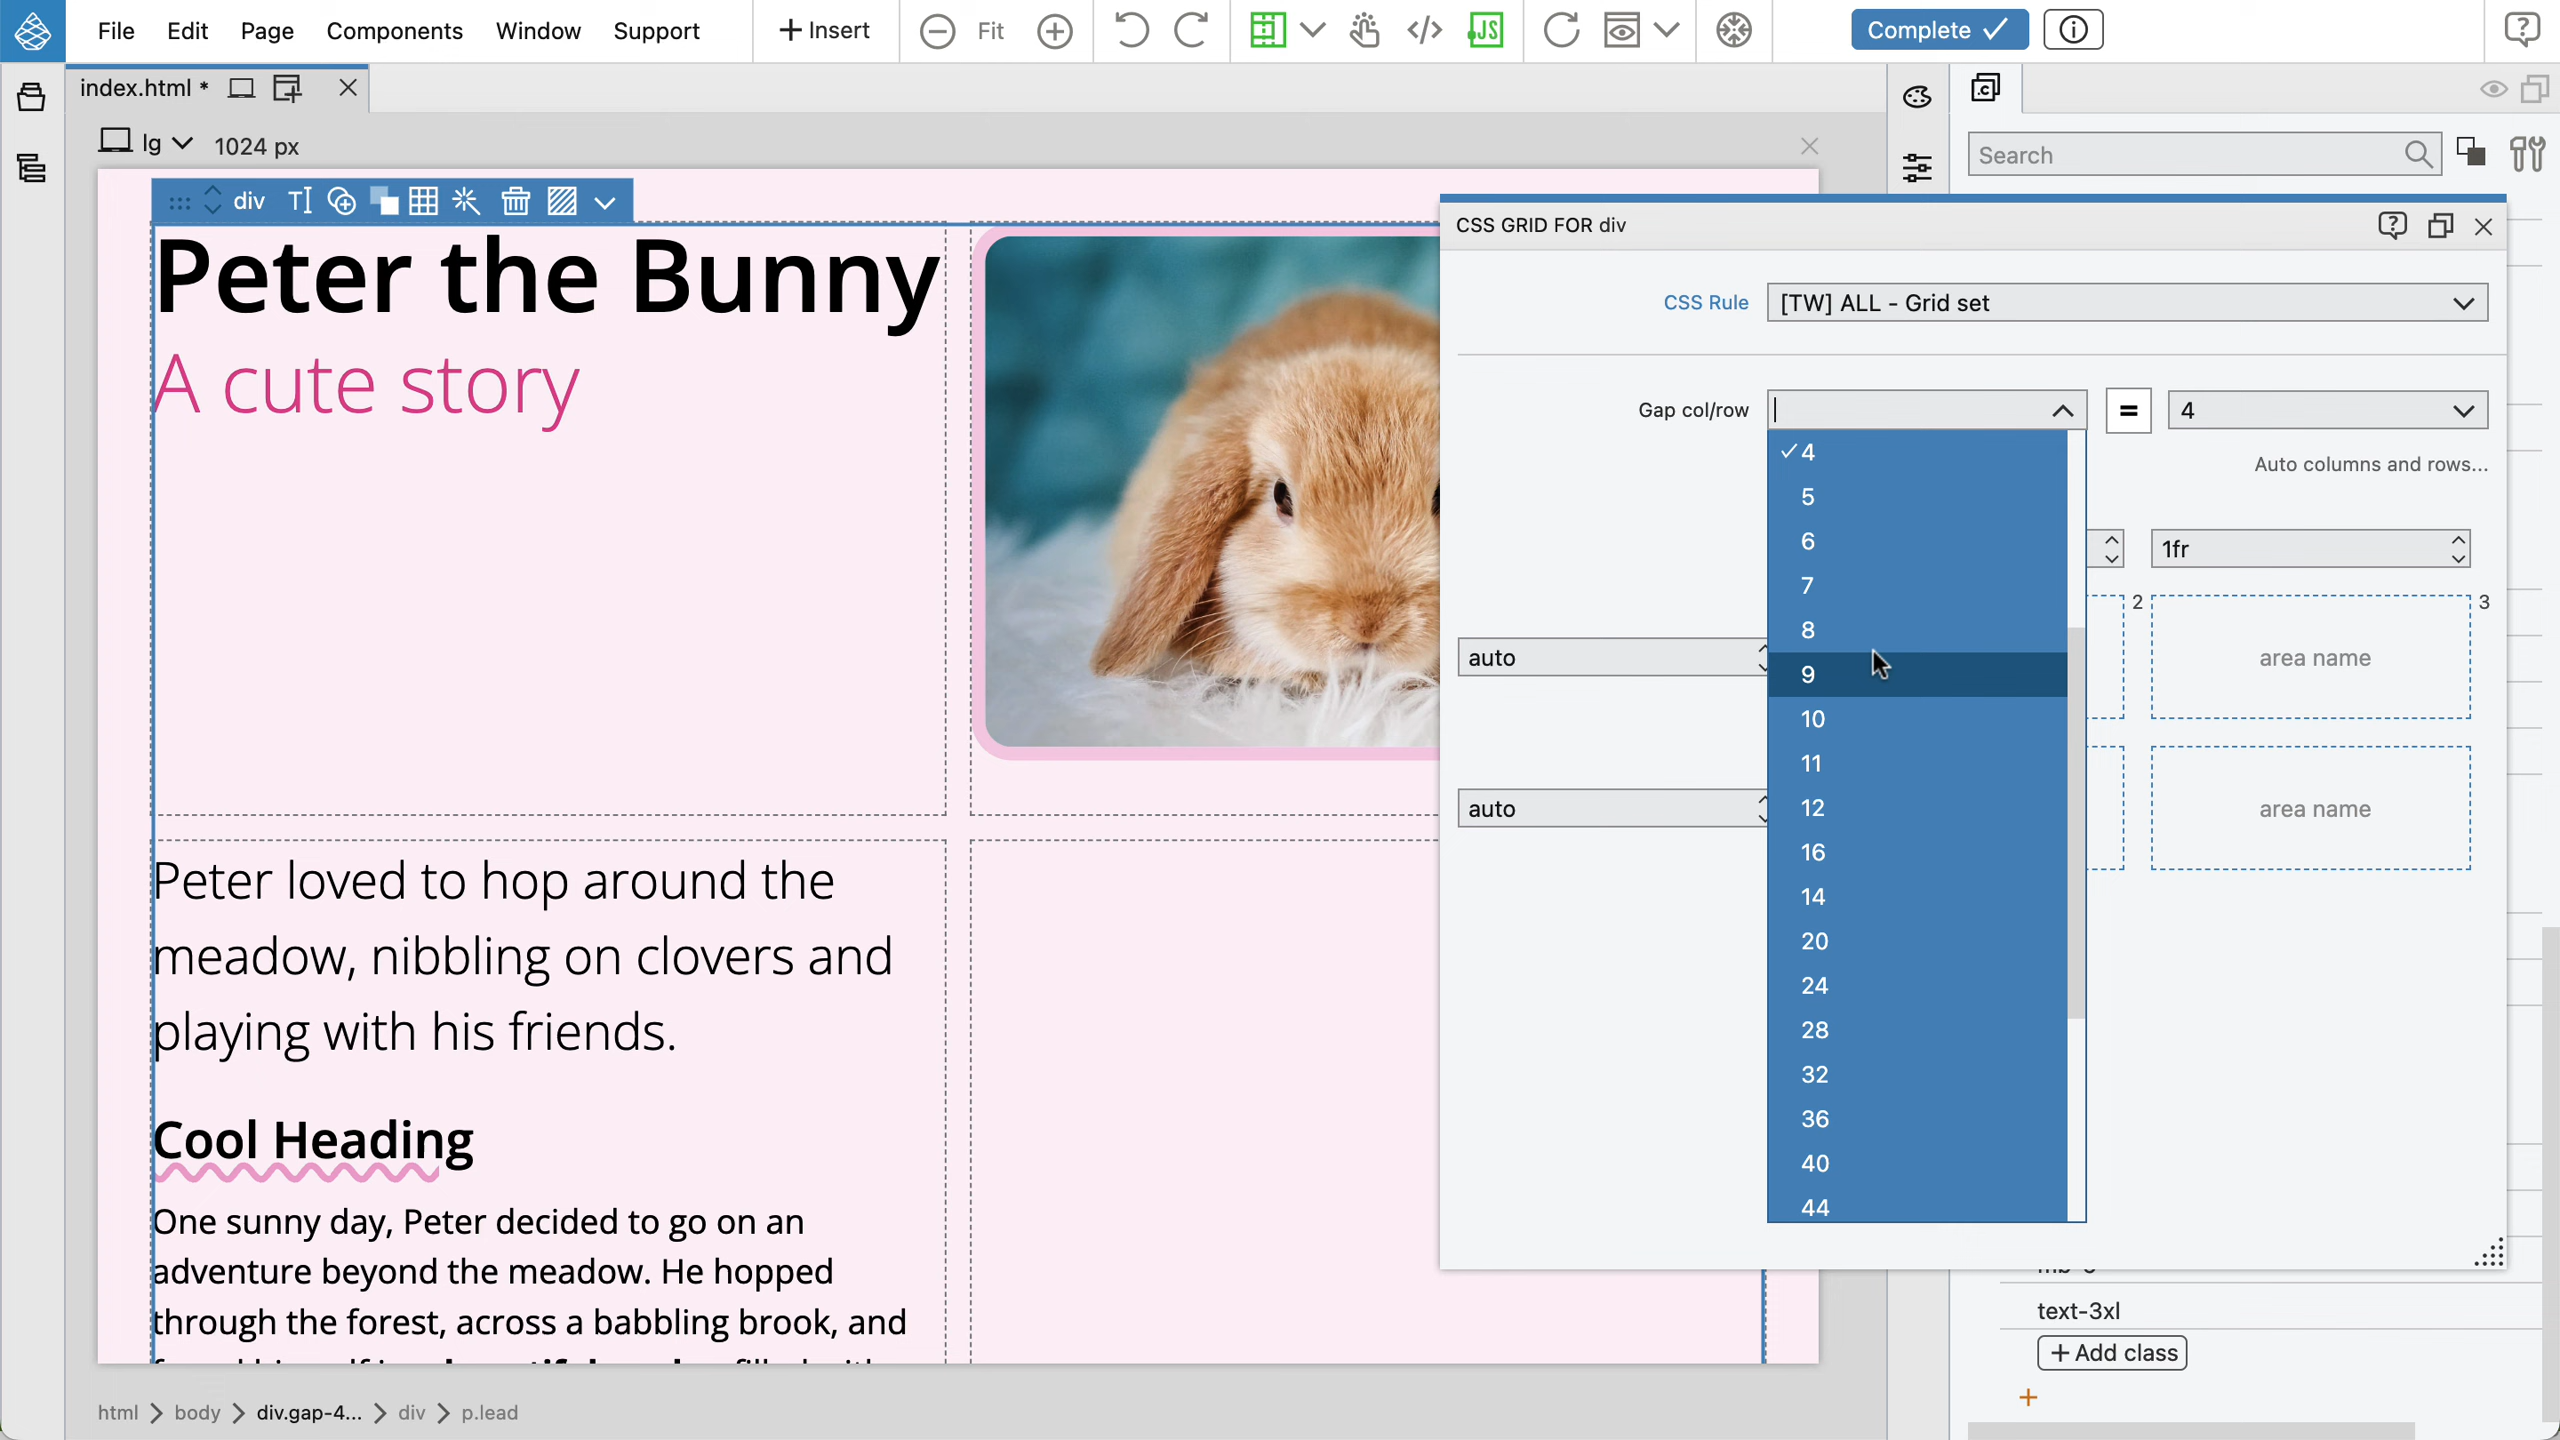 File Edit Page Components Window Support + Insert Fit JS Complete ✓
index.html *
lg 1024 px
Search
div
CSS GRID FOR div
Peter the Bunny
A cute story
CSS Rule [TW] ALL - Grid set
Gap col/row = 4
Auto columns and rows...
✓ 4
5
6
7
8
9
10
11
12
16
14
20
24
28
32
36
40
44
1fr
2
3
auto
area name
auto
area name
Peter loved to hop around the
meadow, nibbling on clovers and
playing with his friends.
Cool Heading
One sunny day, Peter decided to go on an
adventure beyond the meadow. He hopped
through the forest, across a babbling brook, and
text-3xl
+ Add class
+
html > body > div.gap-4... > div > p.lead